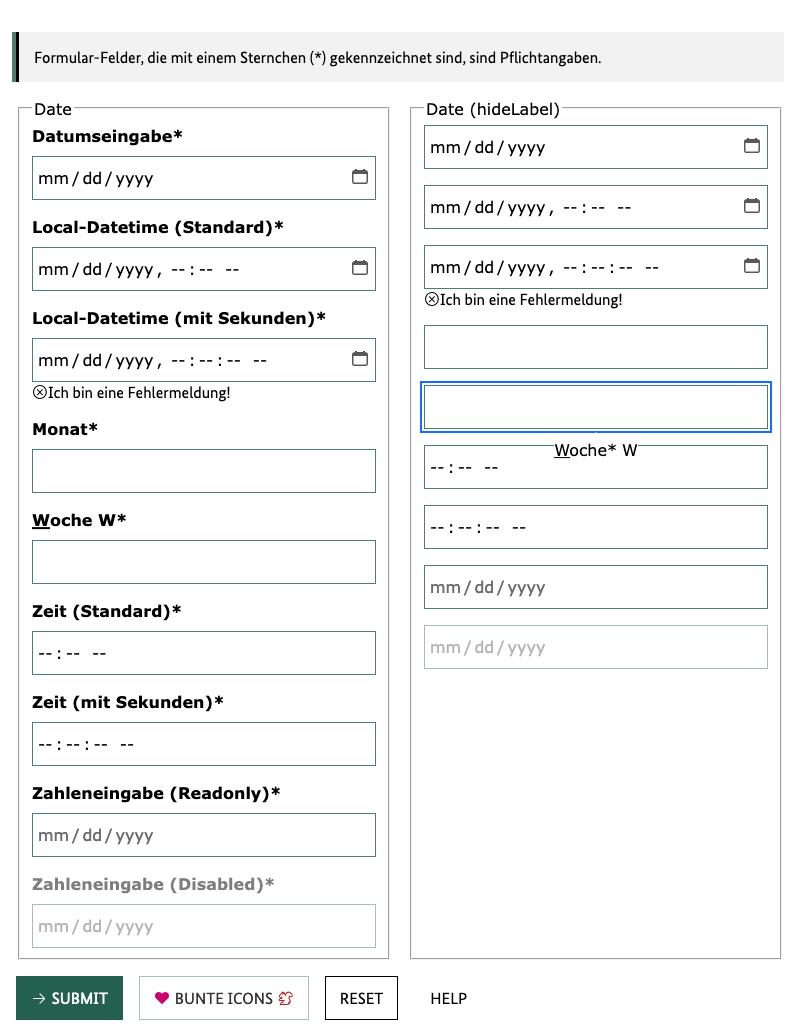 Formular-Felder, die mit einem Sternchen (*) gekennzeichnet sind, sind Pflichtangaben.
Date
Datumseingabe*
mm/dd/yyyy
Local-Datetime (Standard)*
mm/dd/yyyy, --:-- --
Local-Datetime (mit Sekunden)*
mm/dd/yyyy, --:--:-- --
Ich bin eine Fehlermeldung!
Monat*
Woche W*
Zeit (Standard)*
--:-- --
Zeit (mit Sekunden)*
--:--:-- --
Zahleneingabe (Readonly)*
mm/dd/yyyy
Zahleneingabe (Disabled)*
mm/dd/yyyy
Date (hideLabel)
mm/dd/yyyy
mm/dd/yyyy, --:-- --
mm/dd/yyyy, --:--:-- --
Ich bin eine Fehlermeldung!
Woche* W
--:-- --
--:--:-- --
mm/dd/yyyy
mm/dd/yyyy
SUBMIT
BUNTE ICONS
RESET
HELP